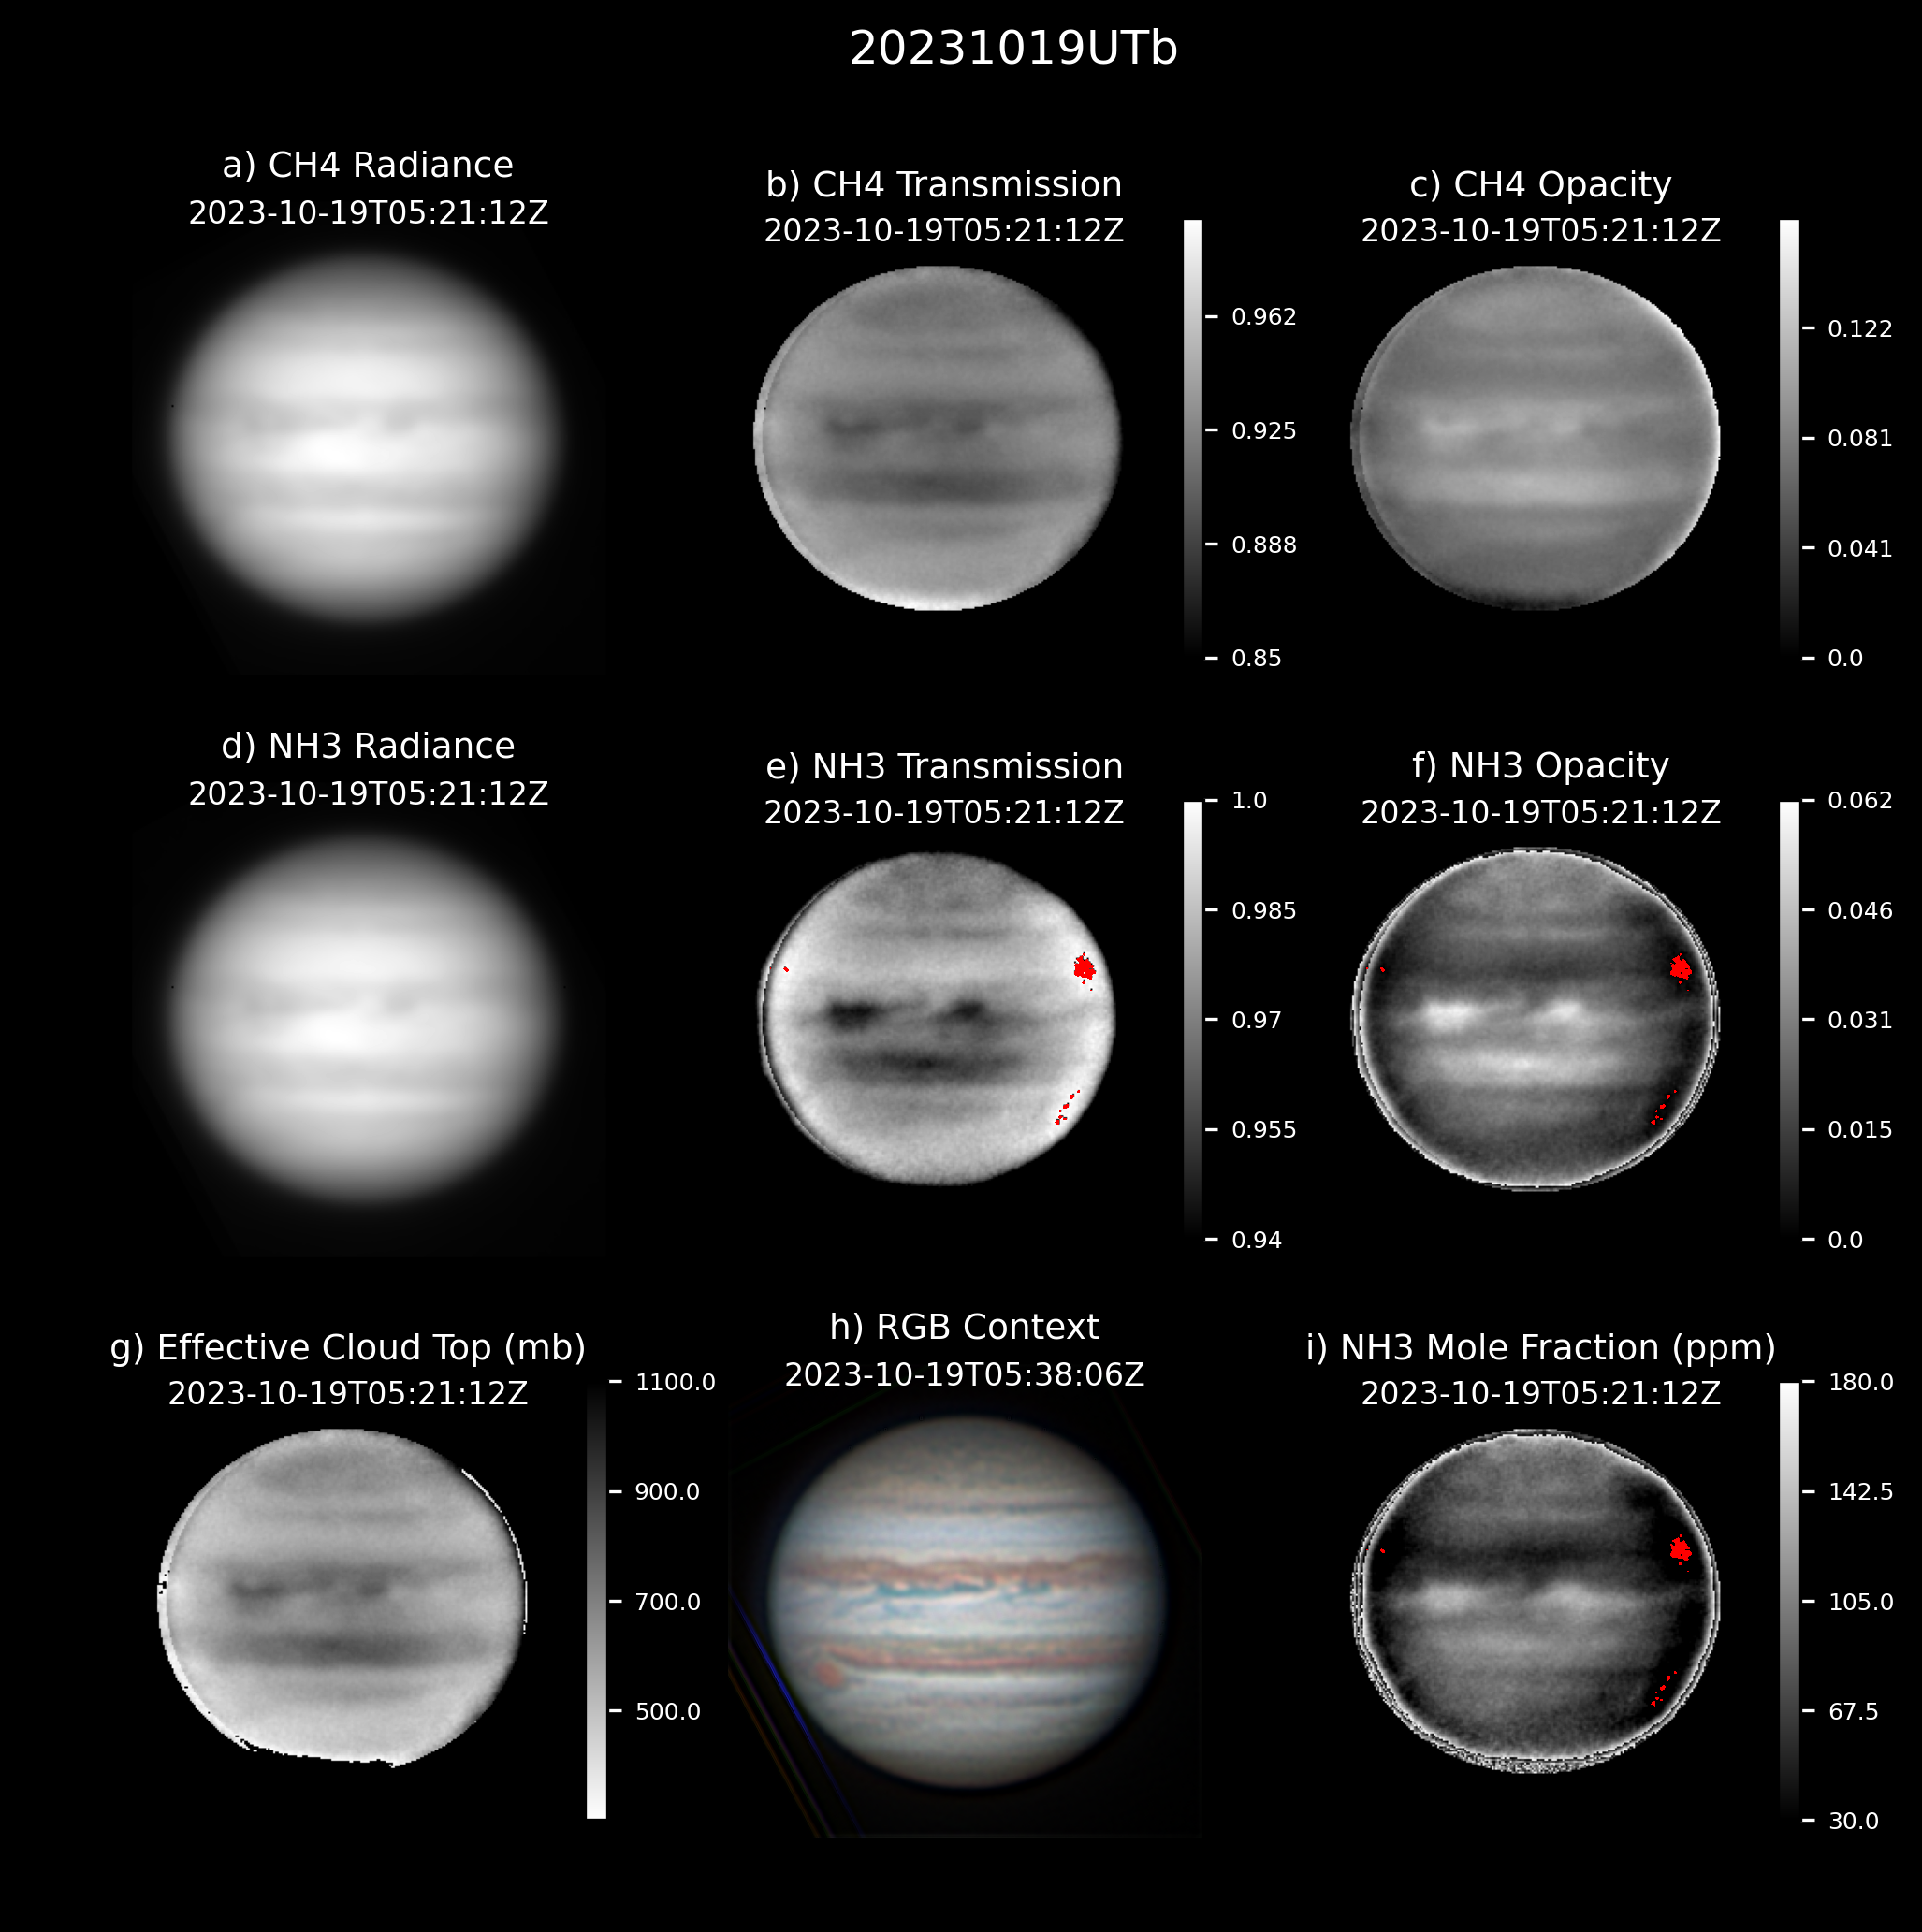 20231019UTb
a) CH4 Radiance
2023-10-19T05:21:12Z
b) CH4 Transmission
2023-10-19T05:21:12Z
0.962
0.925
0.888
0.85
c) CH4 Opacity
2023-10-19T05:21:12Z
0.122
0.081
0.041
0.0
d) NH3 Radiance
2023-10-19T05:21:12Z
e) NH3 Transmission
2023-10-19T05:21:12Z
1.0
0.985
0.97
0.955
0.94
f) NH3 Opacity
2023-10-19T05:21:12Z
0.062
0.046
0.031
0.015
0.0
g) Effective Cloud Top (mb)
2023-10-19T05:21:12Z
1100.0
900.0
700.0
500.0
h) RGB Context
2023-10-19T05:38:06Z
i) NH3 Mole Fraction (ppm)
2023-10-19T05:21:12Z
180.0
142.5
105.0
67.5
30.0